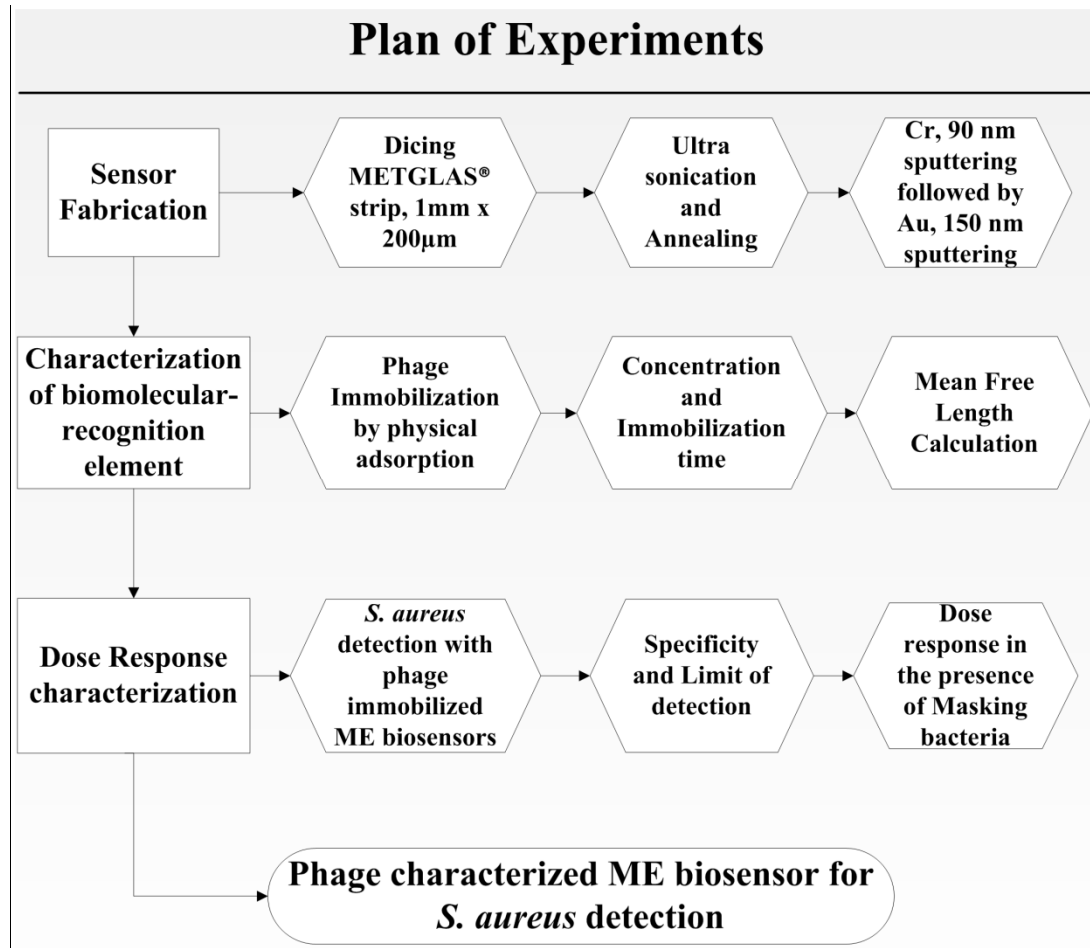 Plan of Experiments
Sensor
Fabrication
Dicing
METGLAS®
strip, 1mm x
200µm
Ultra
sonication
and
Annealing
Cr, 90 nm
sputtering
followed by
Au, 150 nm
sputtering
Characterization
of biomolecular-
recognition
element
Phage
Immobilization
by physical
adsorption
Concentration
and
Immobilization
time
Mean Free
Length
Calculation
Dose Response
characterization
S. aureus
detection with
phage
immobilized
ME biosensors
Specificity
and Limit of
detection
Dose
response in
the presence
of Masking
bacteria
Phage characterized ME biosensor for
S. aureus detection